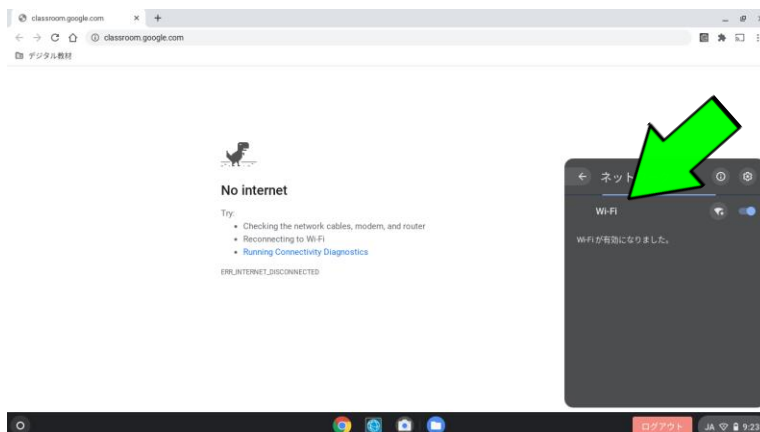 classroom.google.com
classroom.google.com
デジタル教材
No internet
Try:
Checking the network cables, modem, and router
Reconnecting to Wi-Fi
Running Connectivity Diagnostics
ERR_INTERNET_DISCONNECTED
ネット
Wi-Fi
Wi-Fi が有効になりました。
ログアウト
JA 9:23